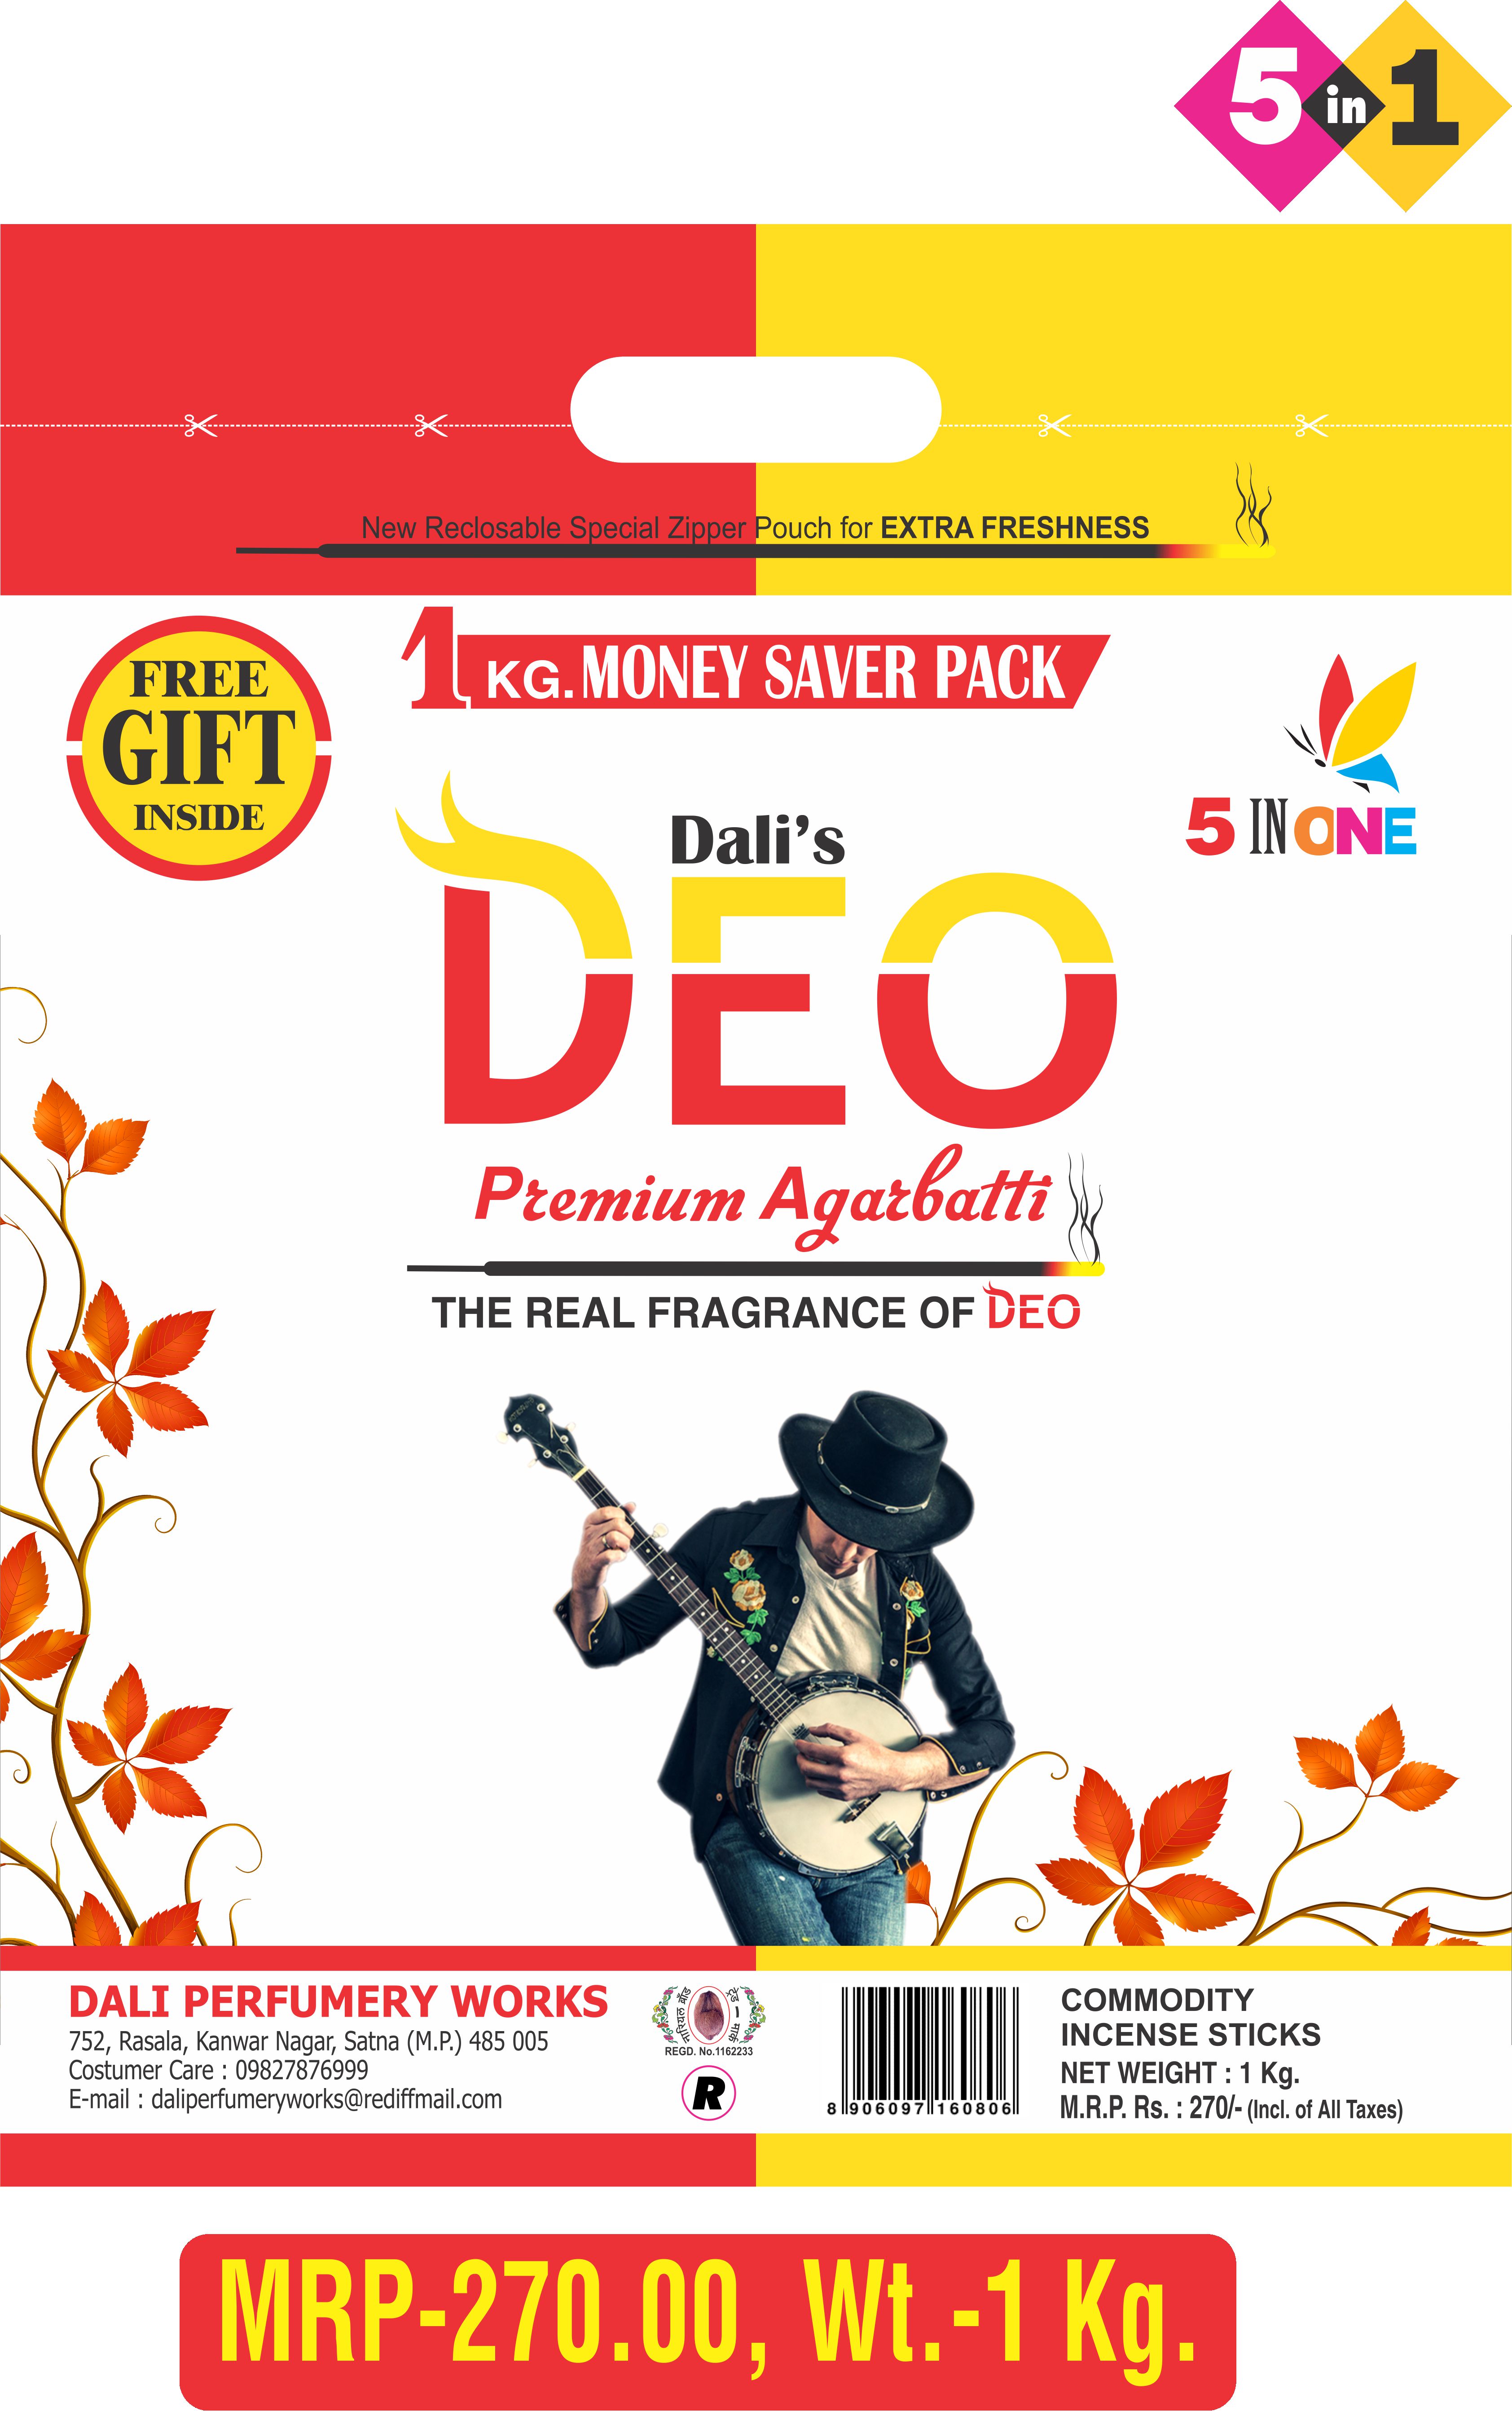 5 in 1
New Reclosable Special Zipper Pouch for EXTRA FRESHNESS
FREE
GIFT
INSIDE
1 KG. MONEY SAVER PACK
5 IN ONE
Dali's
DEO
Premium Agarbatti
THE REAL FRAGRANCE OF DEO
DALI PERFUMERY WORKS
752, Rasala, Kanwar Nagar, Satna (M.P.) 485 005
Costumer Care : 09827876999
E-mail : daliperfumeryworks@rediffmail.com
नारियल छाँड ट्रेड - मार्क
REGD. No.1162233
R
8 906097 160806
COMMODITY
INCENSE STICKS
NET WEIGHT : 1 Kg.
M.R.P. Rs. : 270/- (Incl. of All Taxes)
MRP-270.00, Wt.-1 Kg.